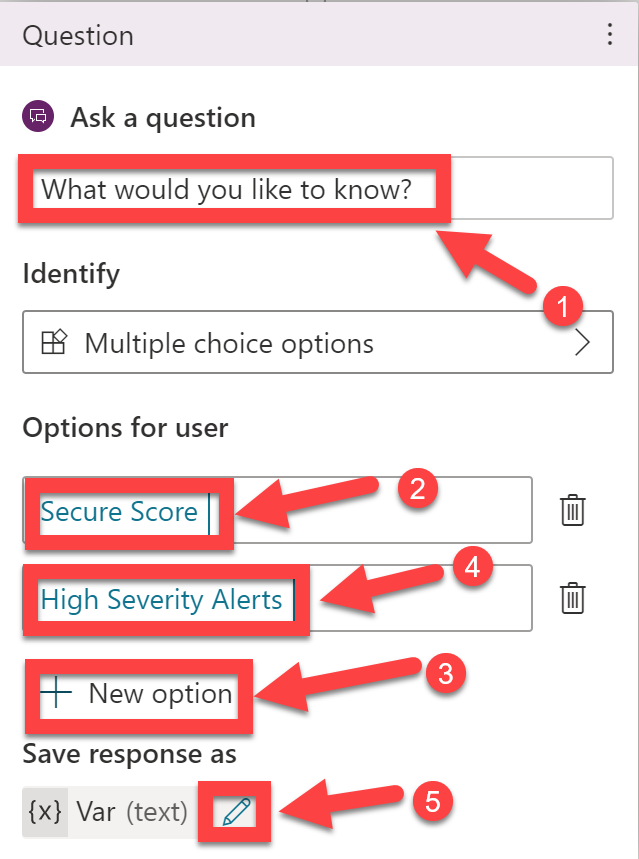 Question
Ask a question
What would you like to know?
1
Identify
Multiple choice options
Options for user
Secure Score
2
High Severity Alerts
4
New option
3
Save response as
{x} Var (text)
5